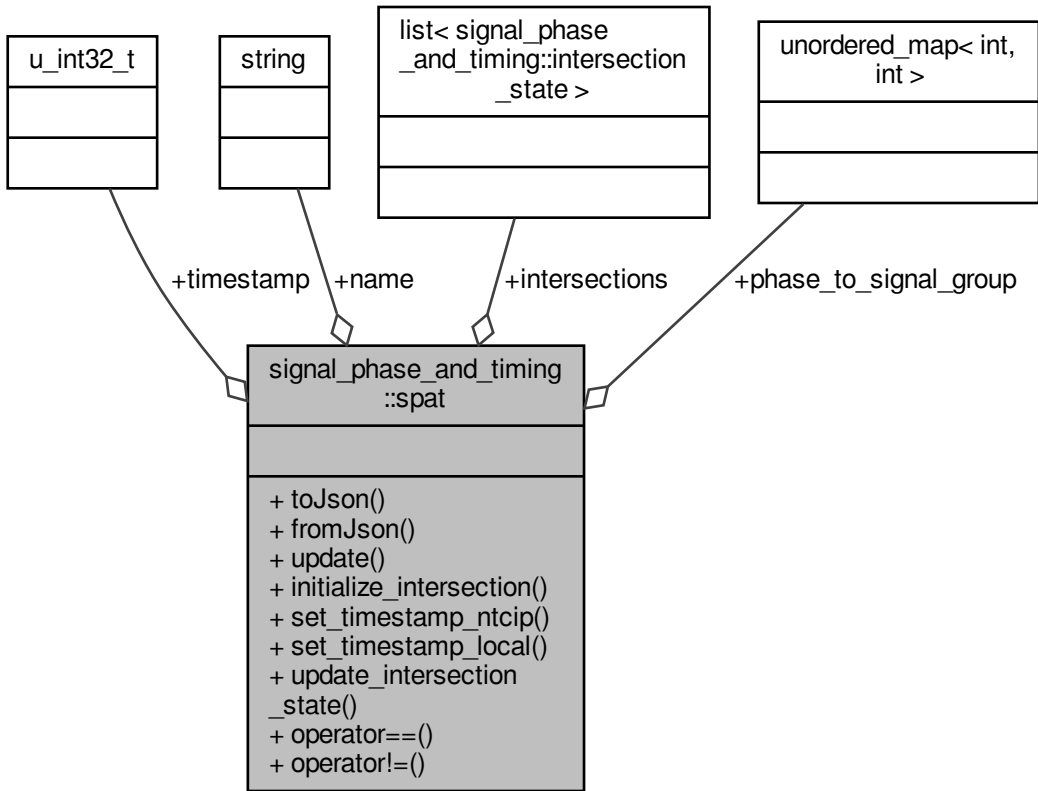 u_int32_t
string
list< signal_phase
_and_timing::intersection
_state >
unordered_map< int,
int >
+timestamp
+name
+intersections
+phase_to_signal_group
signal_phase_and_timing
::spat
+ toJson()
+ fromJson()
+ update()
+ initialize_intersection()
+ set_timestamp_ntcip()
+ set_timestamp_local()
+ update_intersection
_state()
+ operator==()
+ operator!=()